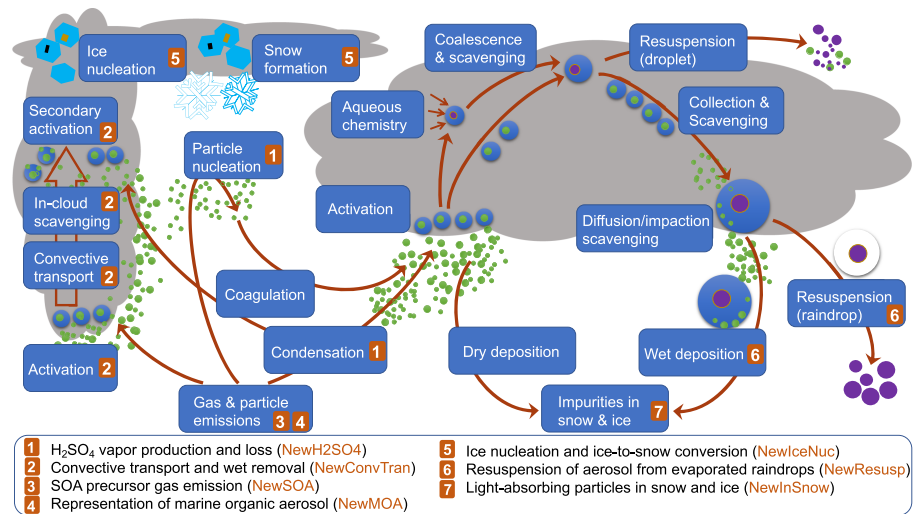 Ice
nucleation 5
Snow
formation 5
Coalescence
& scavenging
Resuspension
(droplet)
Secondary
activation 2
Particle
nucleation 1
Aqueous
chemistry
Collection &
Scavenging
In-cloud
scavenging 2
Activation
Diffusion/impaction
scavenging
Convective
transport 2
Coagulation
Resuspension
(raindrop) 6
Activation 2
Condensation 1
Dry deposition
Wet deposition 6
Gas & particle
emissions 3 4
Impurities in
snow & ice 7
1 H₂SO₄ vapor production and loss (NewH2SO4)
2 Convective transport and wet removal (NewConvTran)
3 SOA precursor gas emission (NewSOA)
4 Representation of marine organic aerosol (NewMOA)
5 Ice nucleation and ice-to-snow conversion (NewIceNuc)
6 Resuspension of aerosol from evaporated raindrops (NewResusp)
7 Light-absorbing particles in snow and ice (NewInSnow)